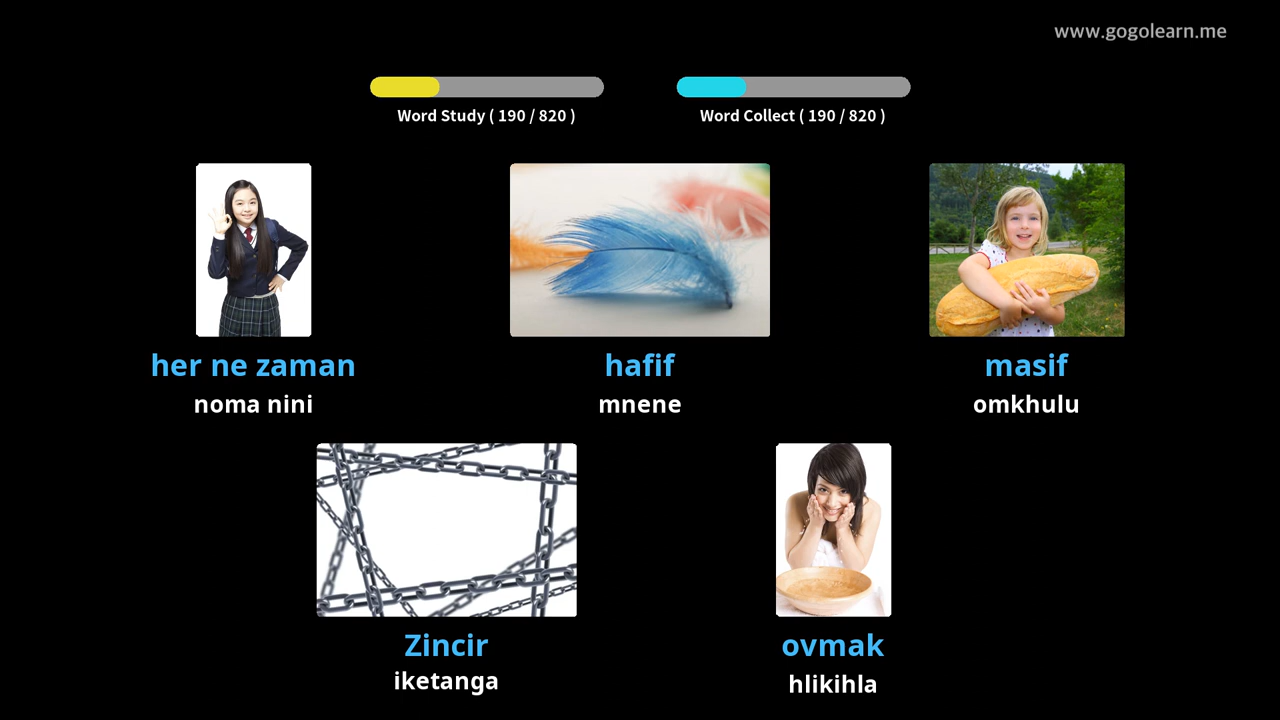 www.gogolearn.me
Word Study ( 190 / 820 )
Word Collect ( 190 / 820 )
her ne zaman
noma nini
hafif
mnene
masif
omkhulu
Zincir
iketanga
ovmak
hlikihla